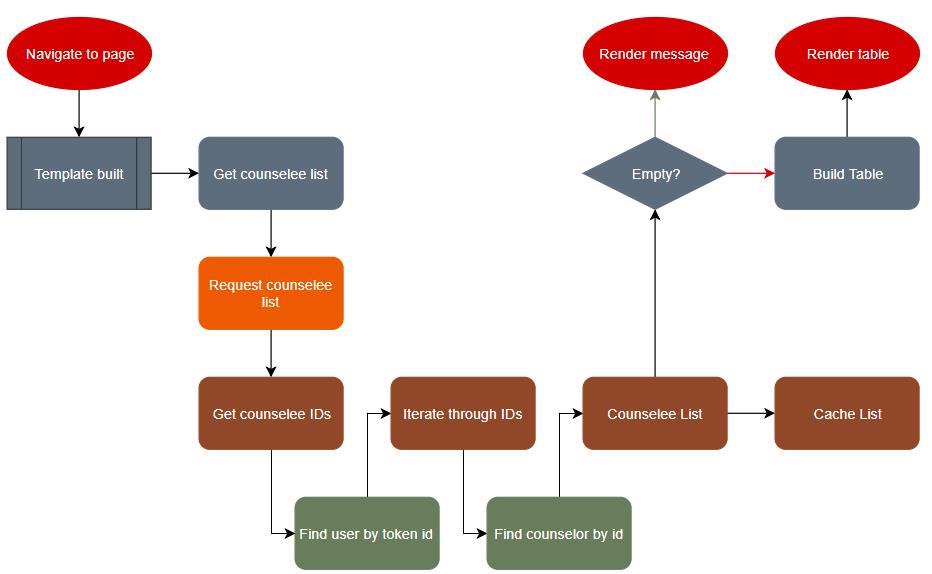 Navigate to page
Render message
Render table
Template built
Get counselee list
Empty?
Build Table
Request counselee
list
Get counselee IDs
Iterate through IDs
Counselee List
Cache List
Find user by token id
Find counselor by id